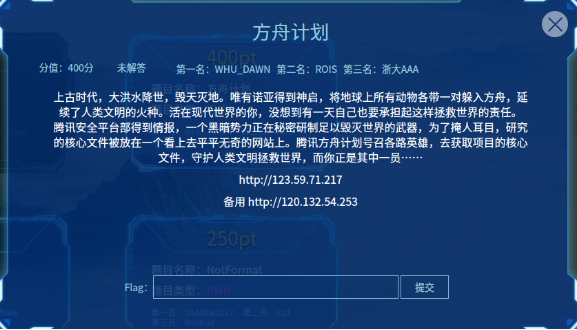 方舟计划
400pt
分值：400分 未解答 第一名：WHU_DAWN 第二名：ROIS 第三名：浙大AAA
上古时代，大洪水降世，毁天灭地。唯有诺亚得到神启，将地球上所有动物各带一对躲入方舟，延
续了人类文明的火种。活在现代世界的你，没想到有一天自己也要承担起这样拯救世界的责任。
腾讯安全平台部得到情报，一个黑暗势力正在秘密研制足以毁灭世界的武器，为了掩人耳目，研究
的核心文件被放在一个看上去平平无奇的网站上。腾讯方舟计划号召各路英雄，去获取项目的核心
文件，守护人类文明拯救世界，而你正是其中一员……
http://123.59.71.217
备用 http://120.132.54.253
250pt
题目名称：NotFormat
题目类型：PWN
Flag： 提交